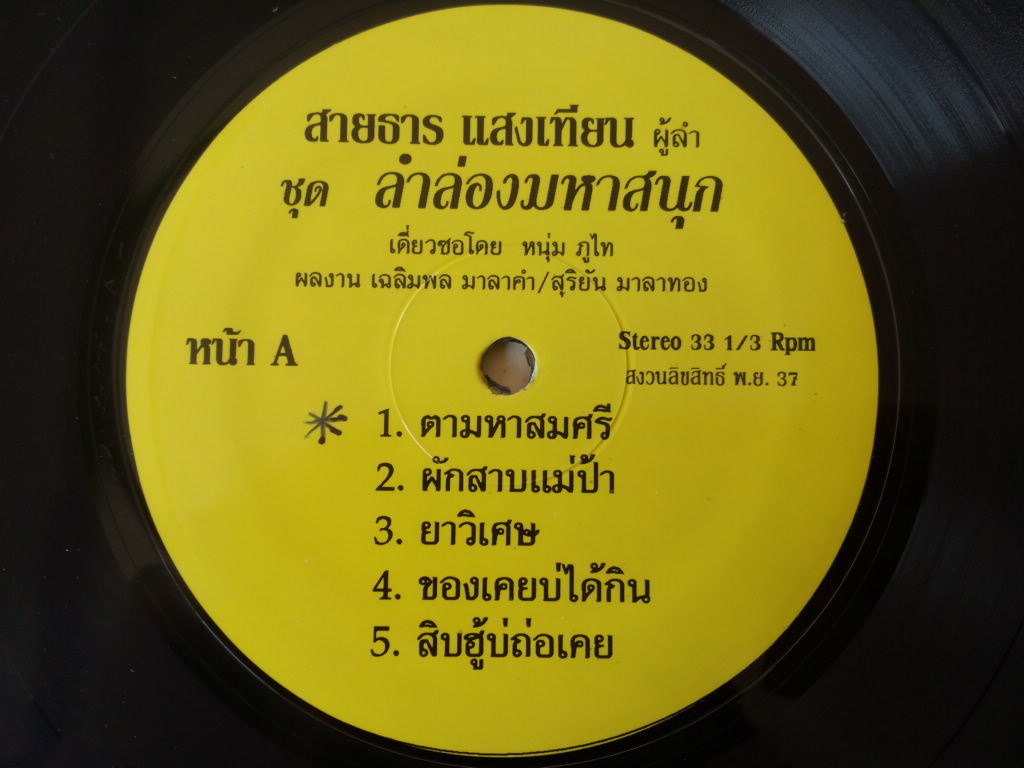 สายธาร แสงเทียน ผู้ลำ
ชุด ลำล่องมหาสนุก
เดี่ยวซอโดย หนุ่ม ภูไท
ผลงาน เฉลิมพล มาลาคำ/สุริยัน มาลาทอง
หน้า A
Stereo 33 1/3 Rpm
สงวนลิขสิทธิ์ พ.ย. 37
1. ตามหาสมศรี
2. ผักสาบแม่ป้า
3. ยาวิเศษ
4. ของเคยบ่ได้กิน
5. สิบฮู้บ่ถ่อเคย